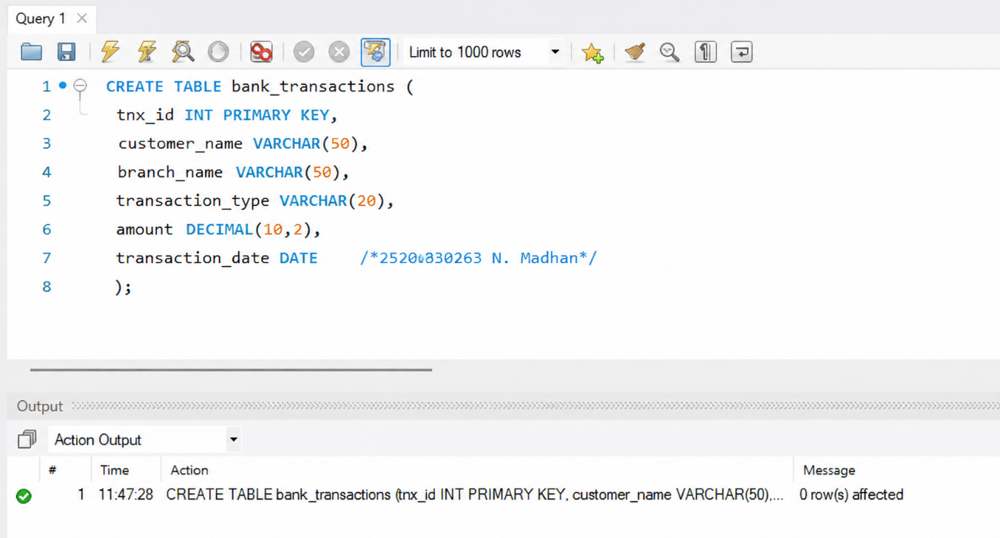 Query 1
Limit to 1000 rows
1 CREATE TABLE bank_transactions (
2 tnx_id INT PRIMARY KEY,
3 customer_name VARCHAR(50),
4 branch_name VARCHAR(50),
5 transaction_type VARCHAR(20),
6 amount DECIMAL(10,2),
7 transaction_date DATE N. Madhan*/
8 );
Output
Action Output
# Time Action Message
1 11:47:28 CREATE TABLE bank_transactions (tnx_id INT PRIMARY KEY, customer_name VARCHAR(50),... 0 row(s) affected